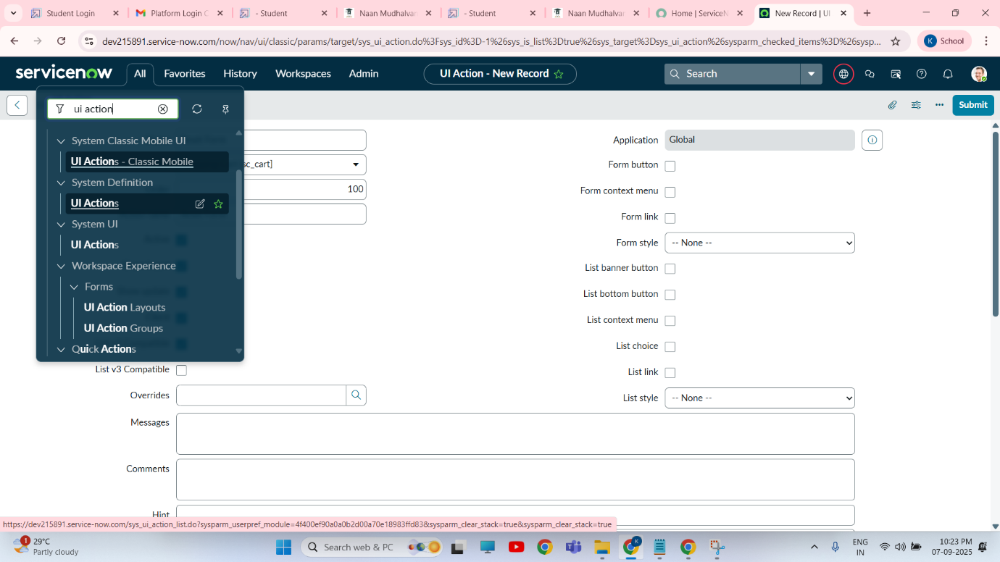 Student Login
Platform Login C
- Student
Naan Mudhalvan
- Student
Naan Mudhalvan
Home | ServiceN
New Record | UI
dev215891.service-now.com/now/nav/ui/classic/params/target/sys_ui_action.do%3Fsys_id%3D-1%26sys_is_list%3Dtrue%26sys_target%3Dsys_ui_action%26sysparm_checked_items%3D%26sysp...
K School
servicenow
All
Favorites
History
Workspaces
Admin
UI Action - New Record
Search
ui action
Submit
System Classic Mobile UI
UI Actions - Classic Mobile
System Definition
UI Actions
System UI
UI Actions
Workspace Experience
Forms
UI Action Layouts
UI Action Groups
Quick Actions
sc_cart]
100
List v3 Compatible
Overrides
Messages
Comments
Hint
Application Global
Form button
Form context menu
Form link
Form style -- None --
List banner button
List bottom button
List context menu
List choice
List link
List style -- None --
https://dev215891.service-now.com/sys_ui_action_list.do?sysparm_userpref_module=4f400ef90a0a0b2d00a70e18983ffd83&sysparm_clear_stack=true&sysparm_clear_stack=true
1
29°C
Partly cloudy
Search web & PC
K
ENG
IN
10:23 PM
07-09-2025